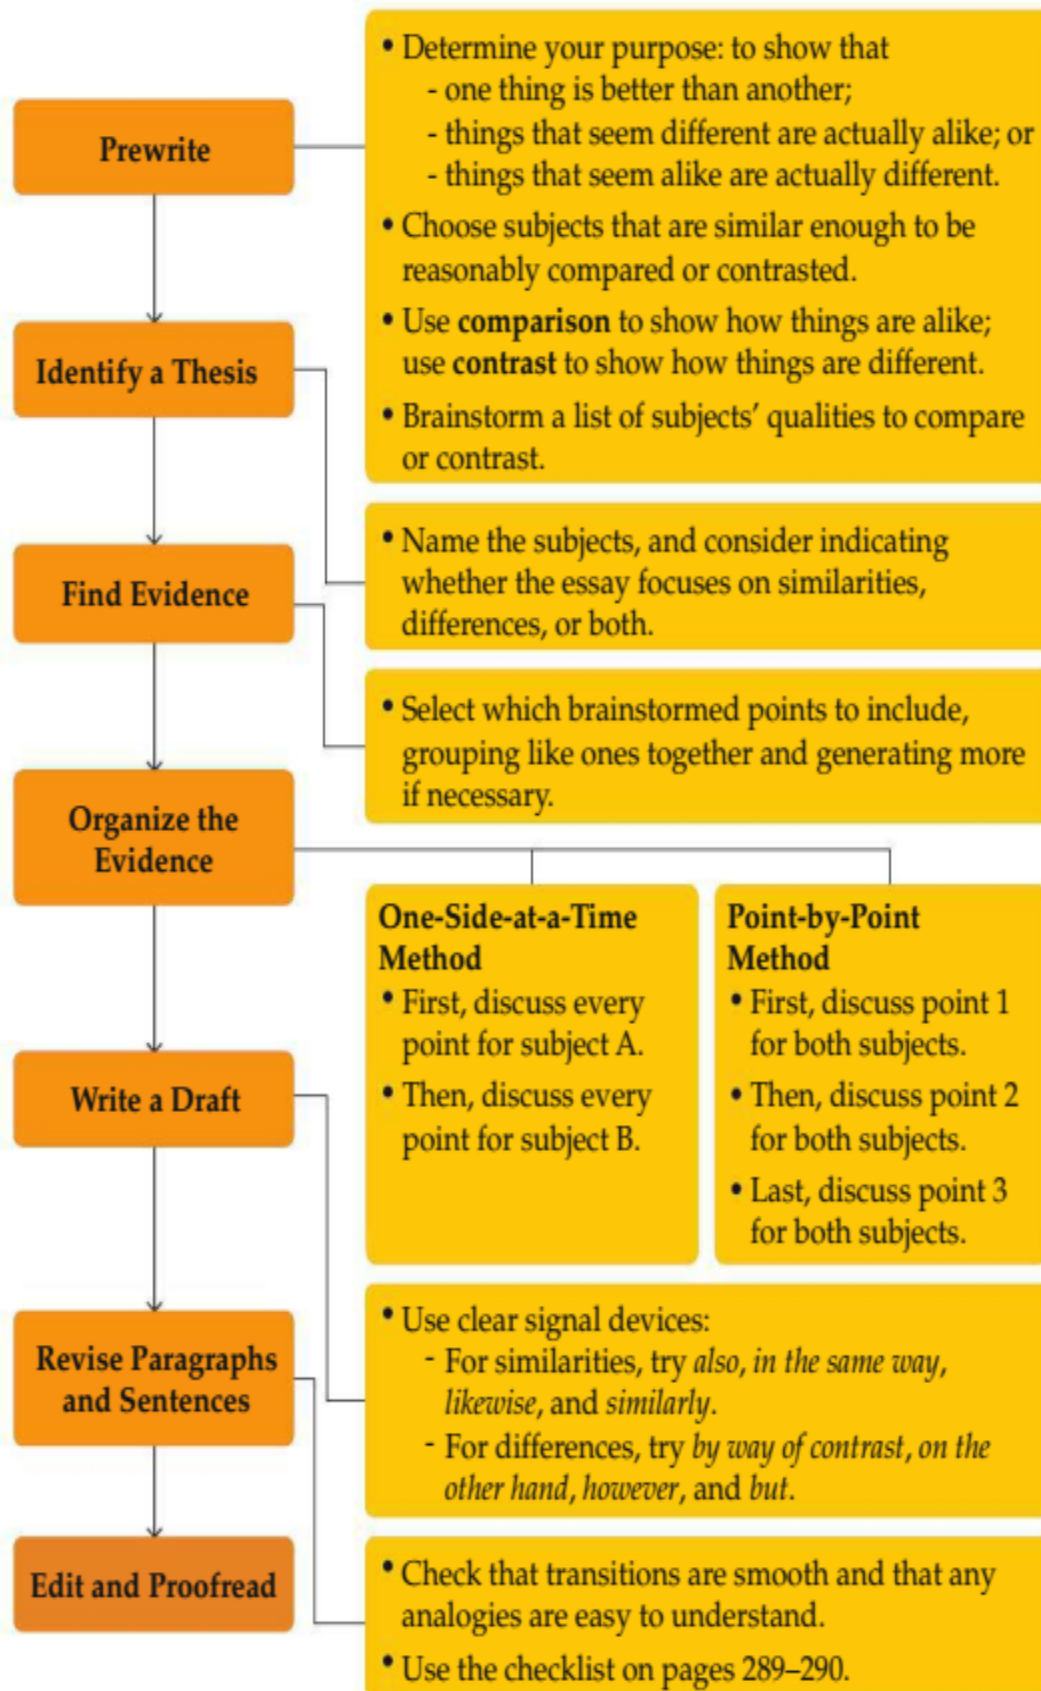 Prewrite
• Determine your purpose: to show that
- one thing is better than another;
- things that seem different are actually alike; or
- things that seem alike are actually different.
• Choose subjects that are similar enough to be
reasonably compared or contrasted.
• Use comparison to show how things are alike;
use contrast to show how things are different.
• Brainstorm a list of subjects’ qualities to compare
or contrast.
Identify a Thesis
• Name the subjects, and consider indicating
whether the essay focuses on similarities,
differences, or both.
Find Evidence
• Select which brainstormed points to include,
grouping like ones together and generating more
if necessary.
Organize the
Evidence
One-Side-at-a-Time
Method
• First, discuss every
point for subject A.
• Then, discuss every
point for subject B.
Point-by-Point
Method
• First, discuss point 1
for both subjects.
• Then, discuss point 2
for both subjects.
• Last, discuss point 3
for both subjects.
Write a Draft
• Use clear signal devices:
- For similarities, try also, in the same way,
likewise, and similarly.
- For differences, try by way of contrast, on the
other hand, however, and but.
Revise Paragraphs
and Sentences
• Check that transitions are smooth and that any
analogies are easy to understand.
• Use the checklist on pages 289–290.
Edit and Proofread